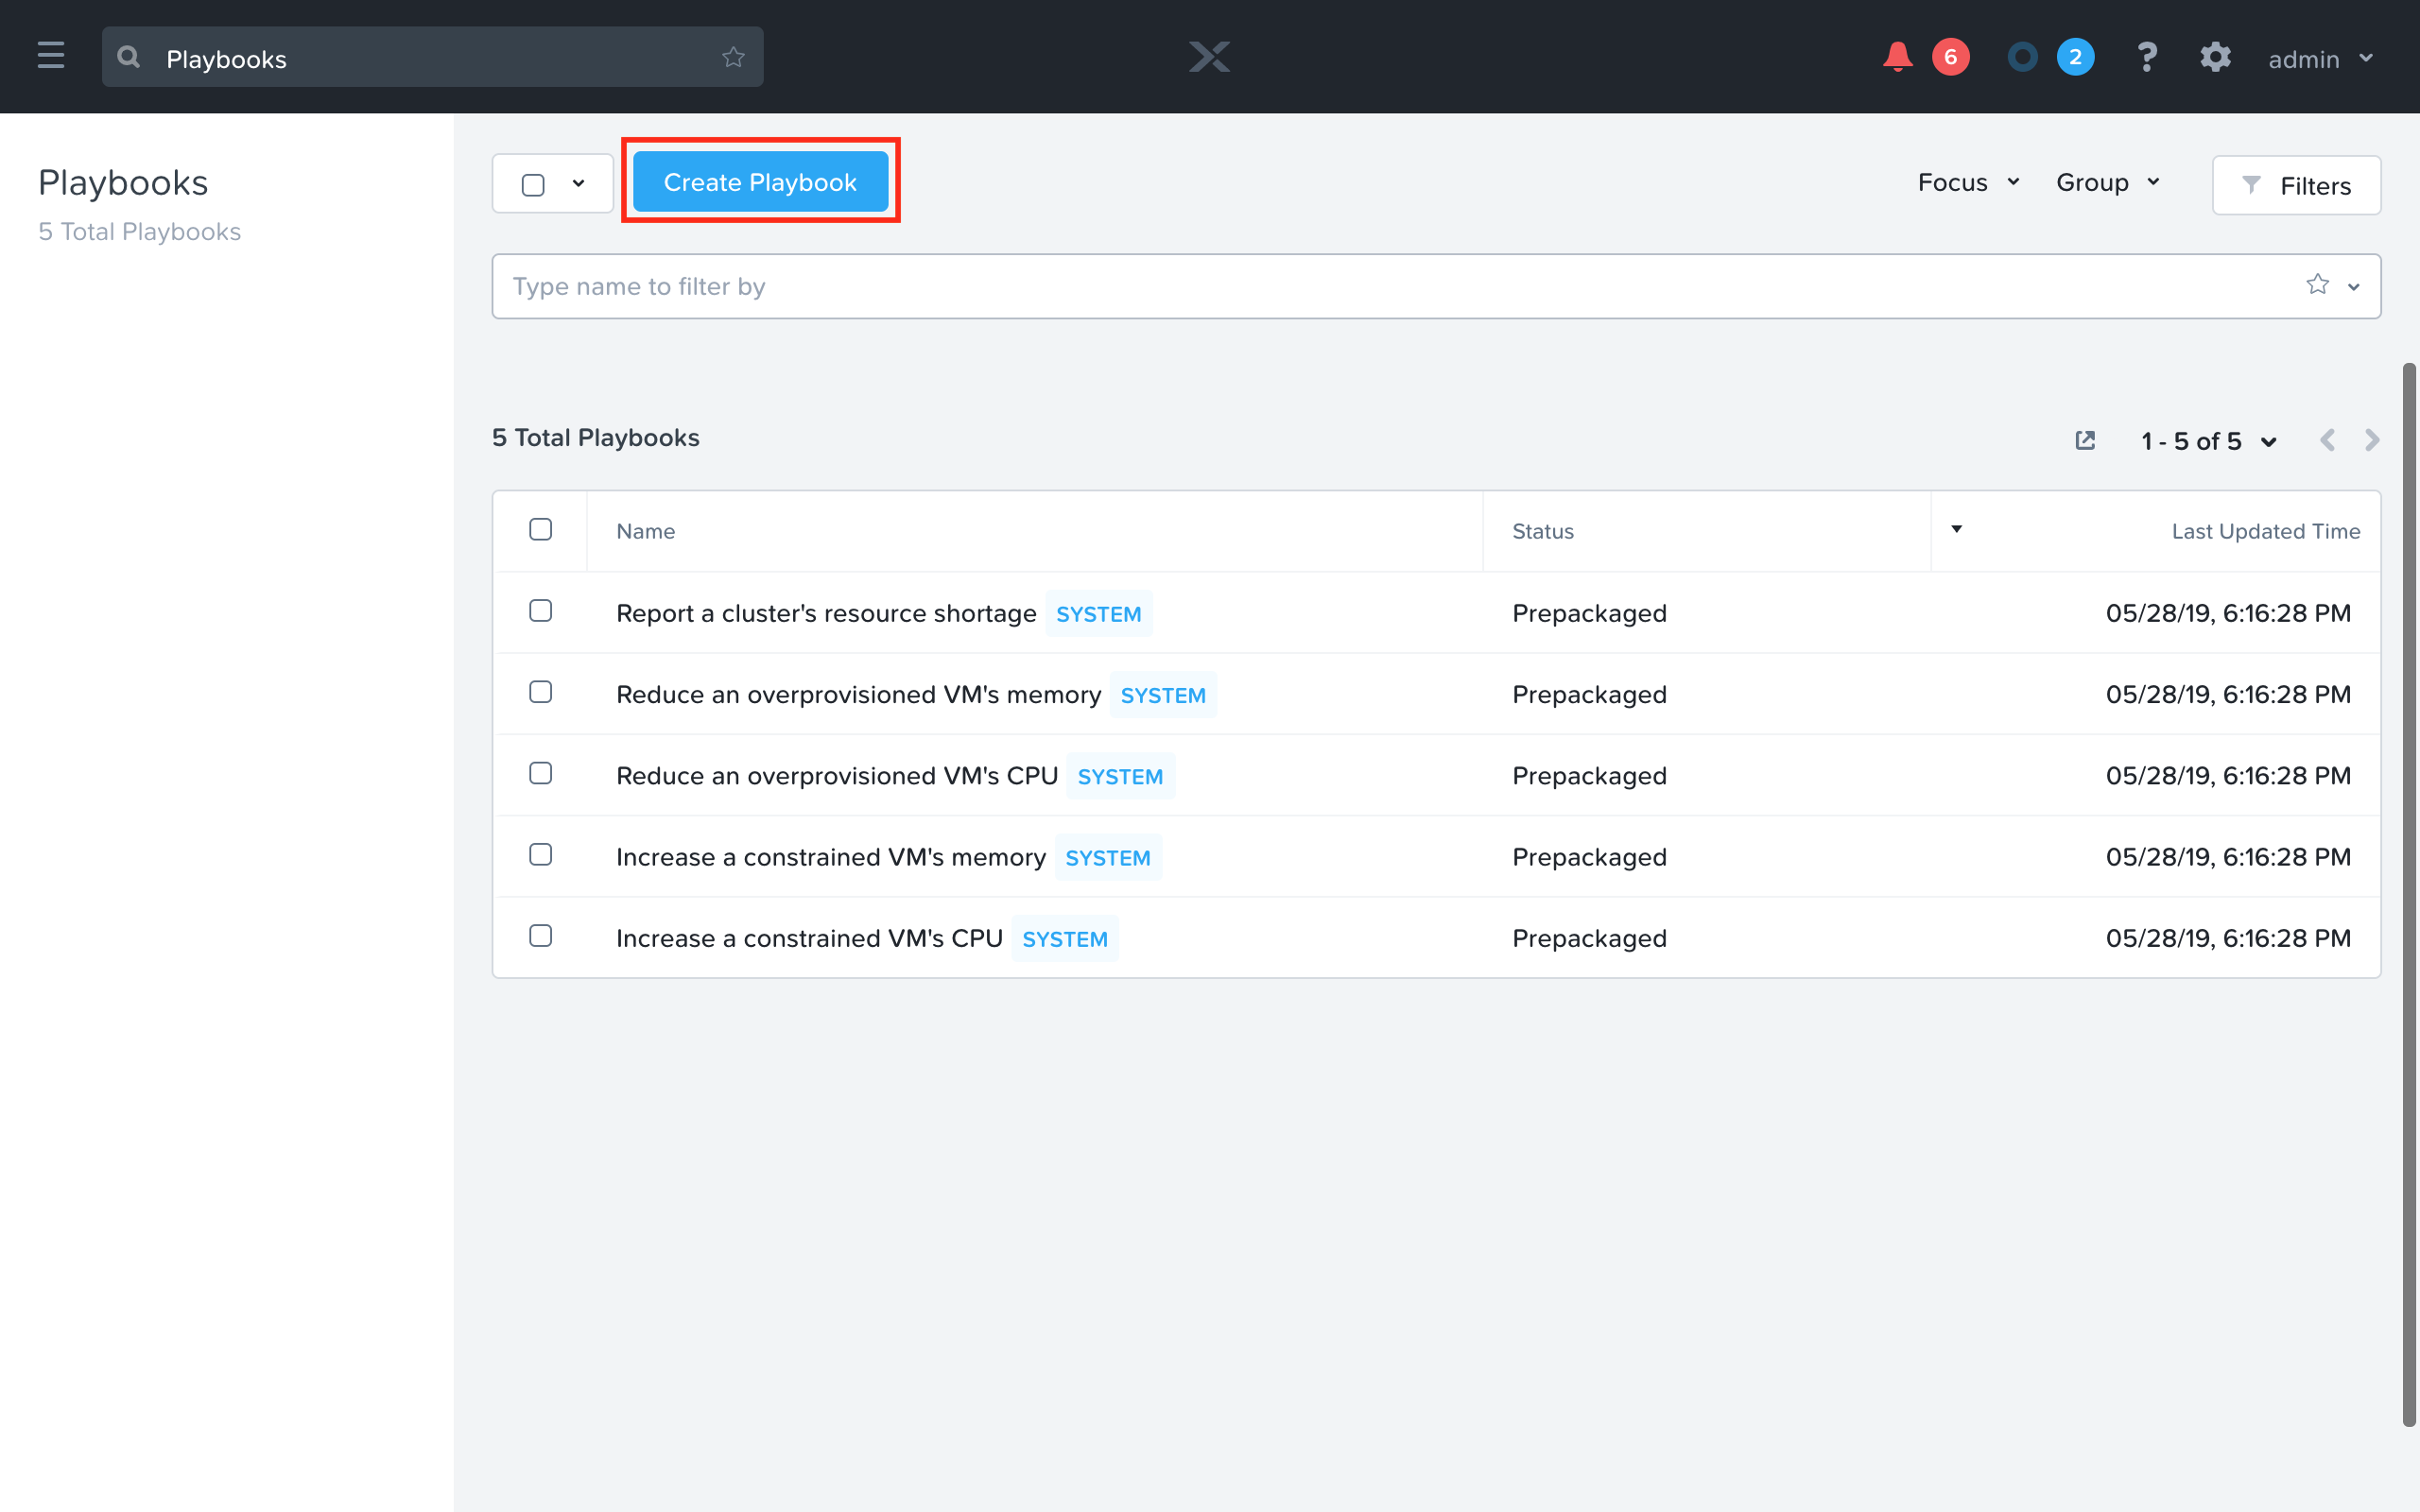 Playbooks
6
2
?
admin
Playbooks
5 Total Playbooks
Create Playbook
Focus
Group
Filters
Type name to filter by
5 Total Playbooks
1 - 5 of 5
Name Status Last Updated Time
Report a cluster's resource shortage SYSTEM Prepackaged 05/28/19, 6:16:28 PM
Reduce an overprovisioned VM's memory SYSTEM Prepackaged 05/28/19, 6:16:28 PM
Reduce an overprovisioned VM's CPU SYSTEM Prepackaged 05/28/19, 6:16:28 PM
Increase a constrained VM's memory SYSTEM Prepackaged 05/28/19, 6:16:28 PM
Increase a constrained VM's CPU SYSTEM Prepackaged 05/28/19, 6:16:28 PM